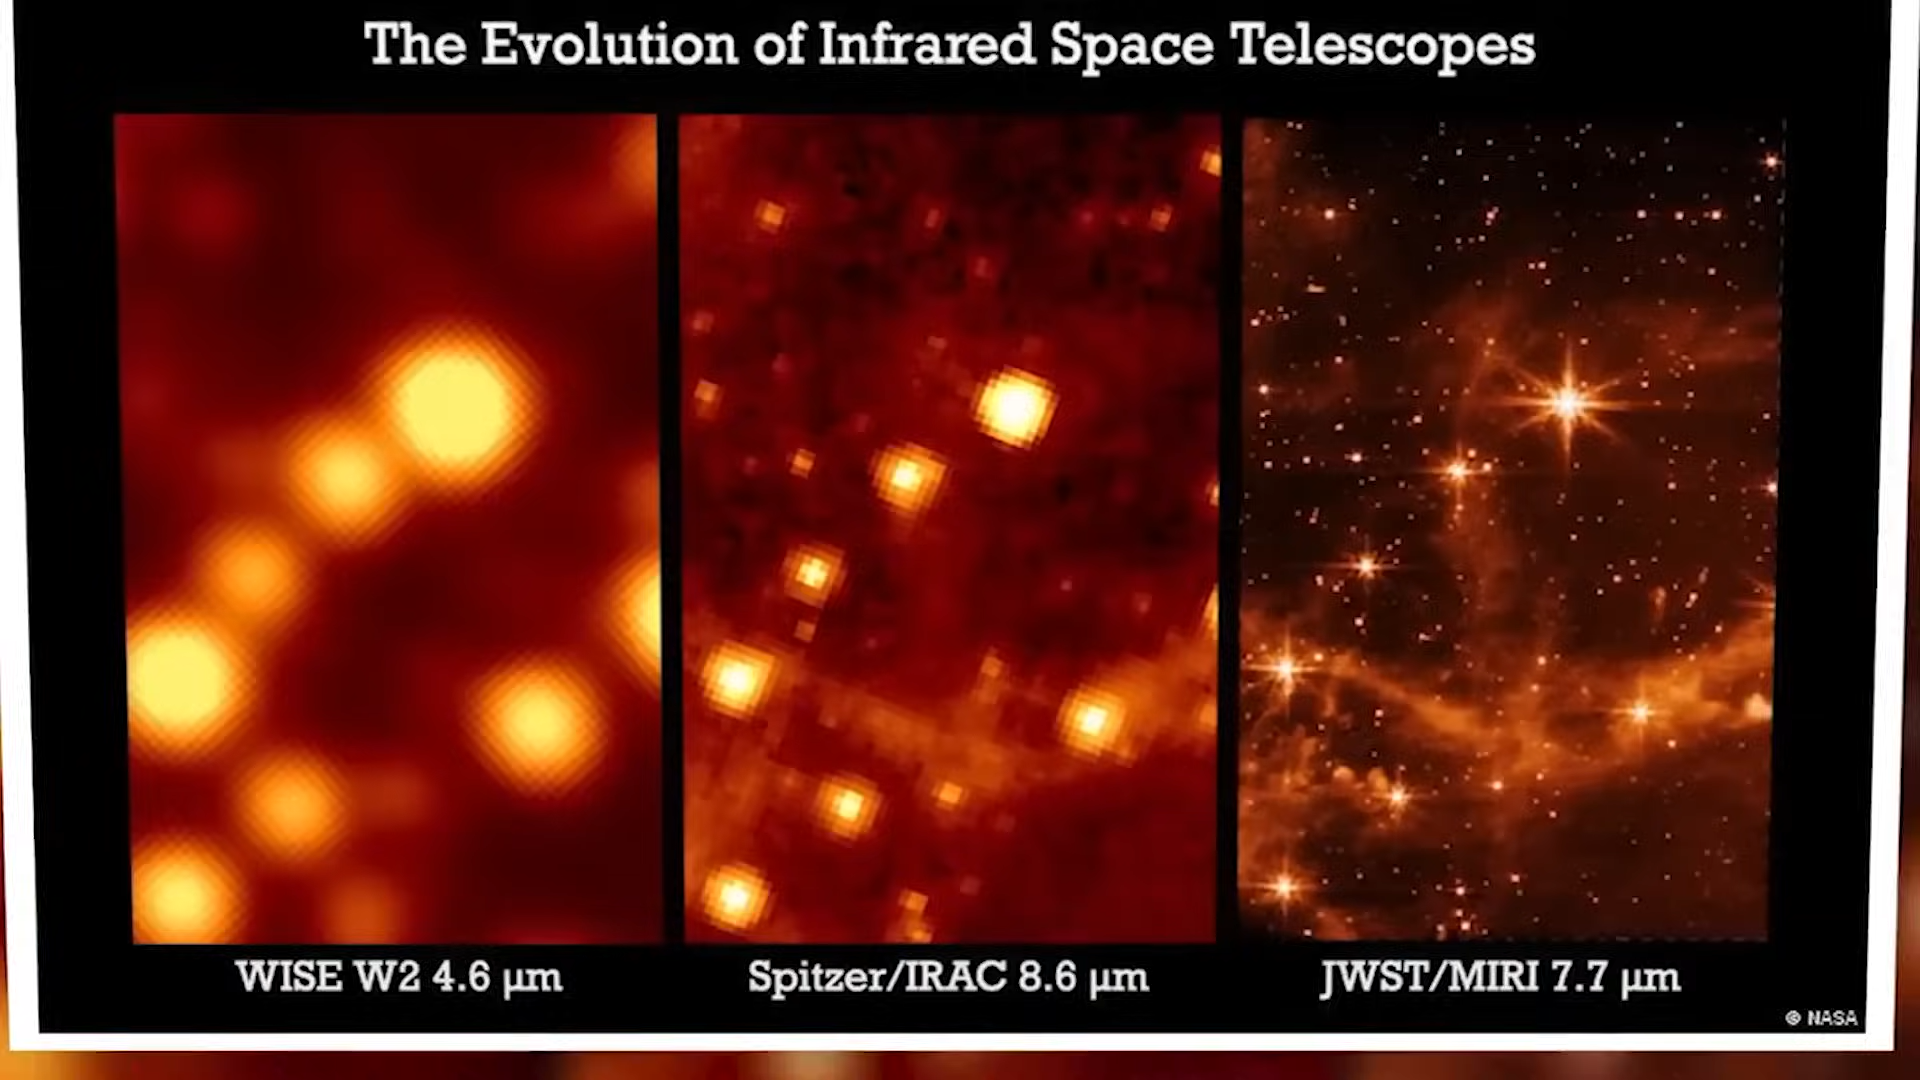 The Evolution of Infrared Space Telescopes
WISE W2 4.6 µm
Spitzer/IRAC 8.6 µm
JWST/MIRI 7.7 µm
© NASA